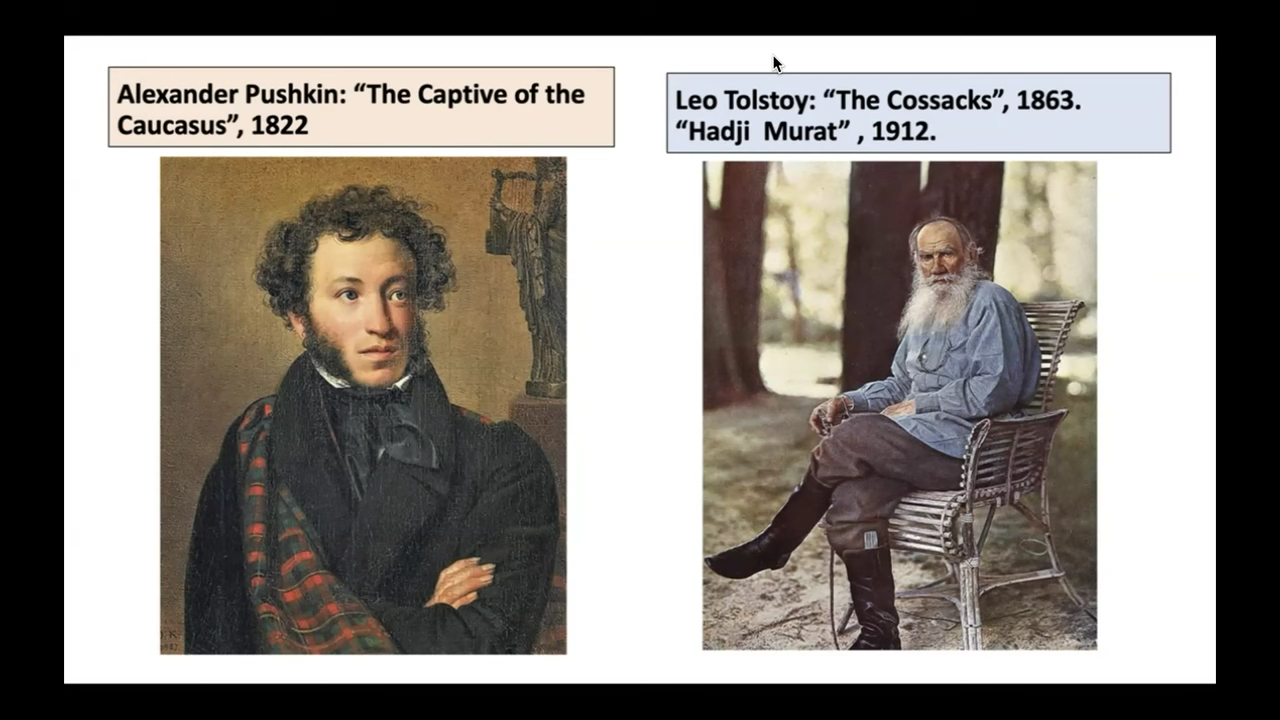 Alexander Pushkin: “The Captive of the
Caucasus”, 1822
Leo Tolstoy: “The Cossacks”, 1863.
“Hadji  Murat” , 1912.